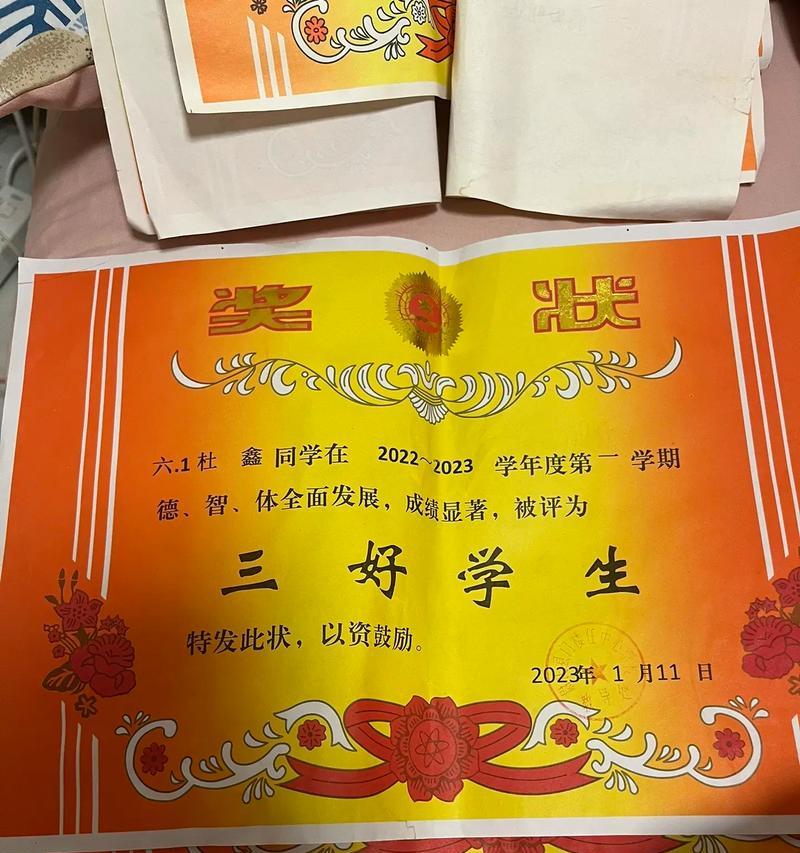 奖状
六.1 杜 鑫 同学在 2022～2023 学年度第 一 学期
德、智、体全面发展，成绩显著，被评为
三好学生
特发此状，以资鼓励。
2023年 1 月11 日